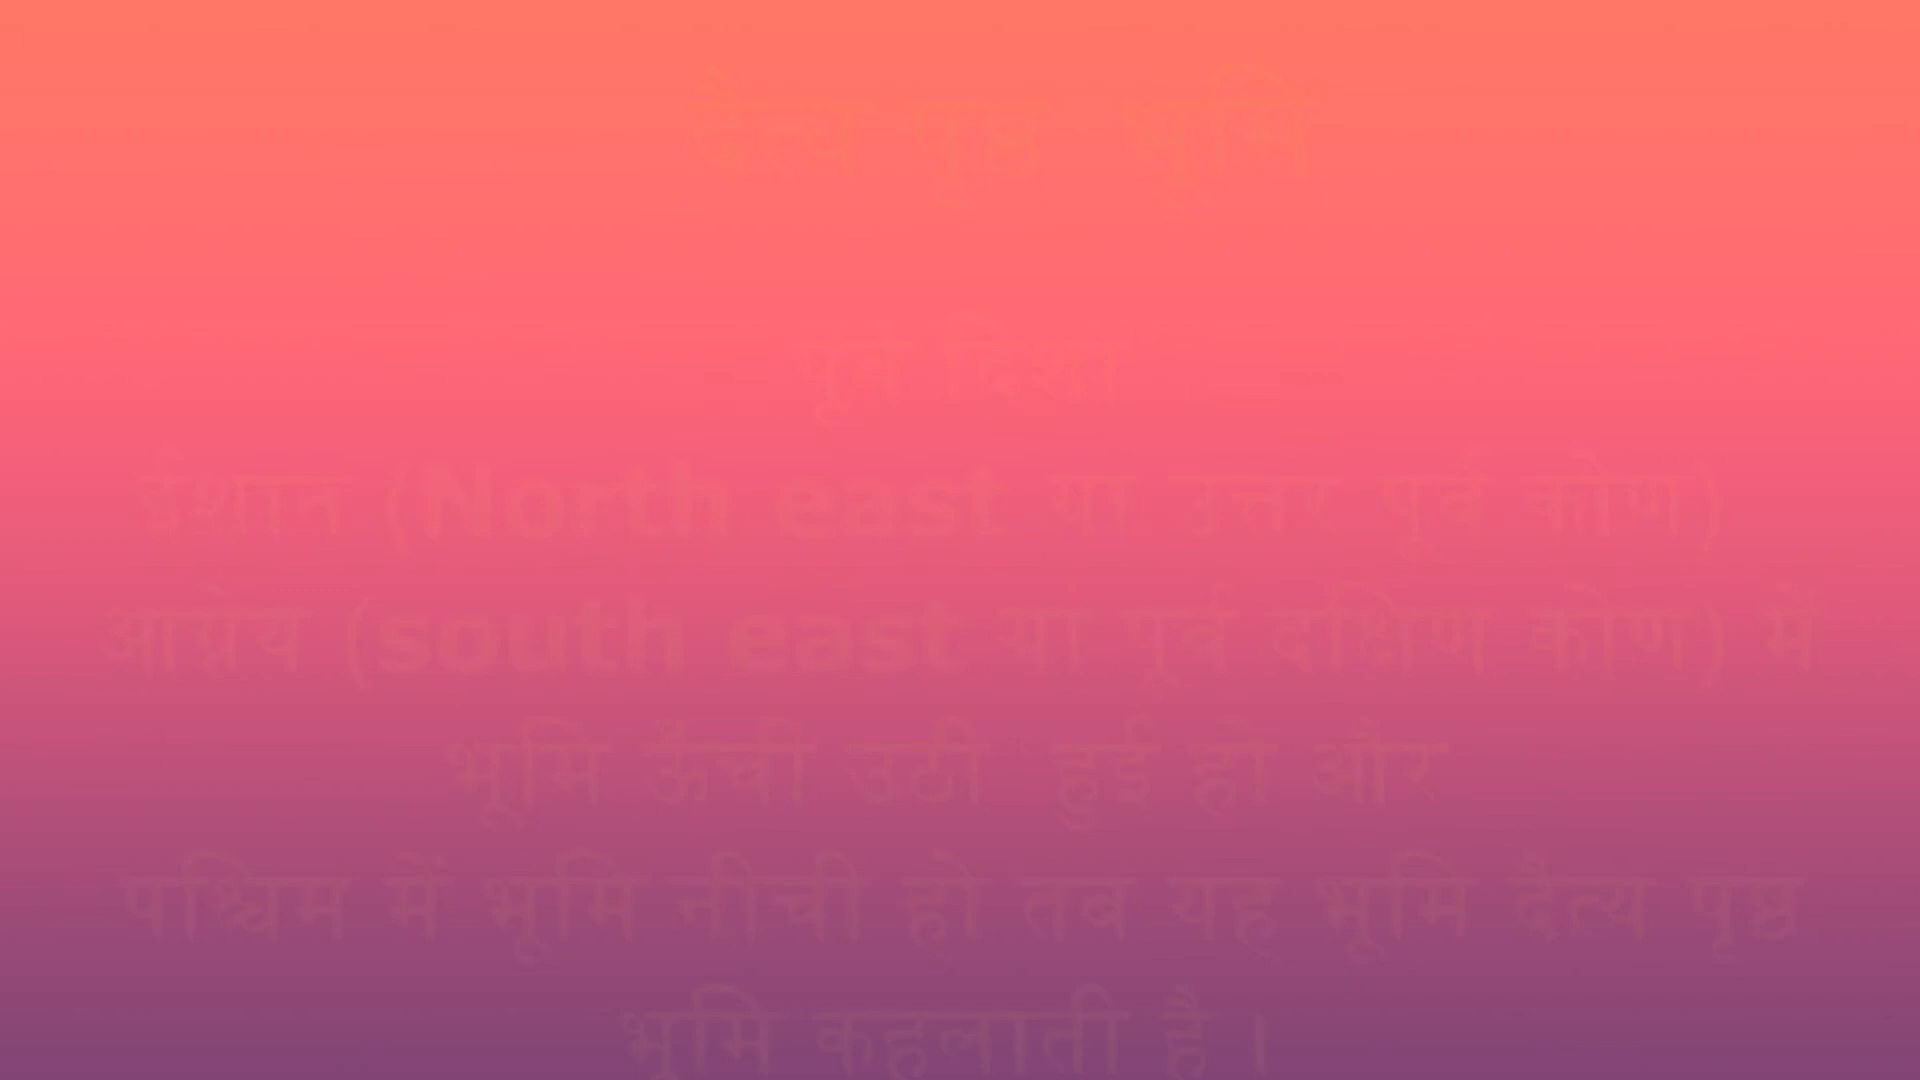 दैत्य पृष्ठ भूमि
पूर्व दिशा
ईशान (North east या उत्तर पूर्व कोण)
आग्नेय (south east या पूर्व दक्षिण कोण) में
भूमि ऊँची उठी हुई हो और
पश्चिम में भूमि नीची हो तब यह भूमि दैत्य पृष्ठ
भूमि कहलाती है ।